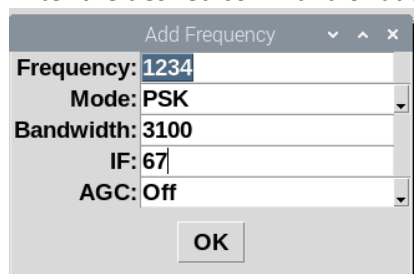 Add Frequency
Frequency: 1234
Mode: PSK
Bandwidth: 3100
IF: 67
AGC: Off
OK